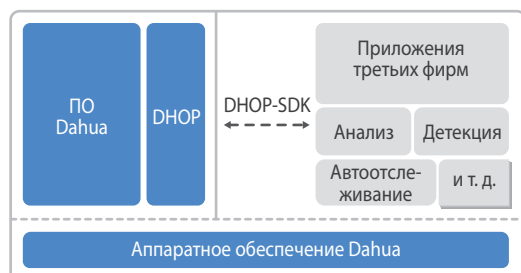 ПО
Dahua
DHOP
DHOP-SDK
Приложения
третьих фирм
Анализ
Детекция
Автоотсле-
живание
и т. д.
Аппаратное обеспечение Dahua